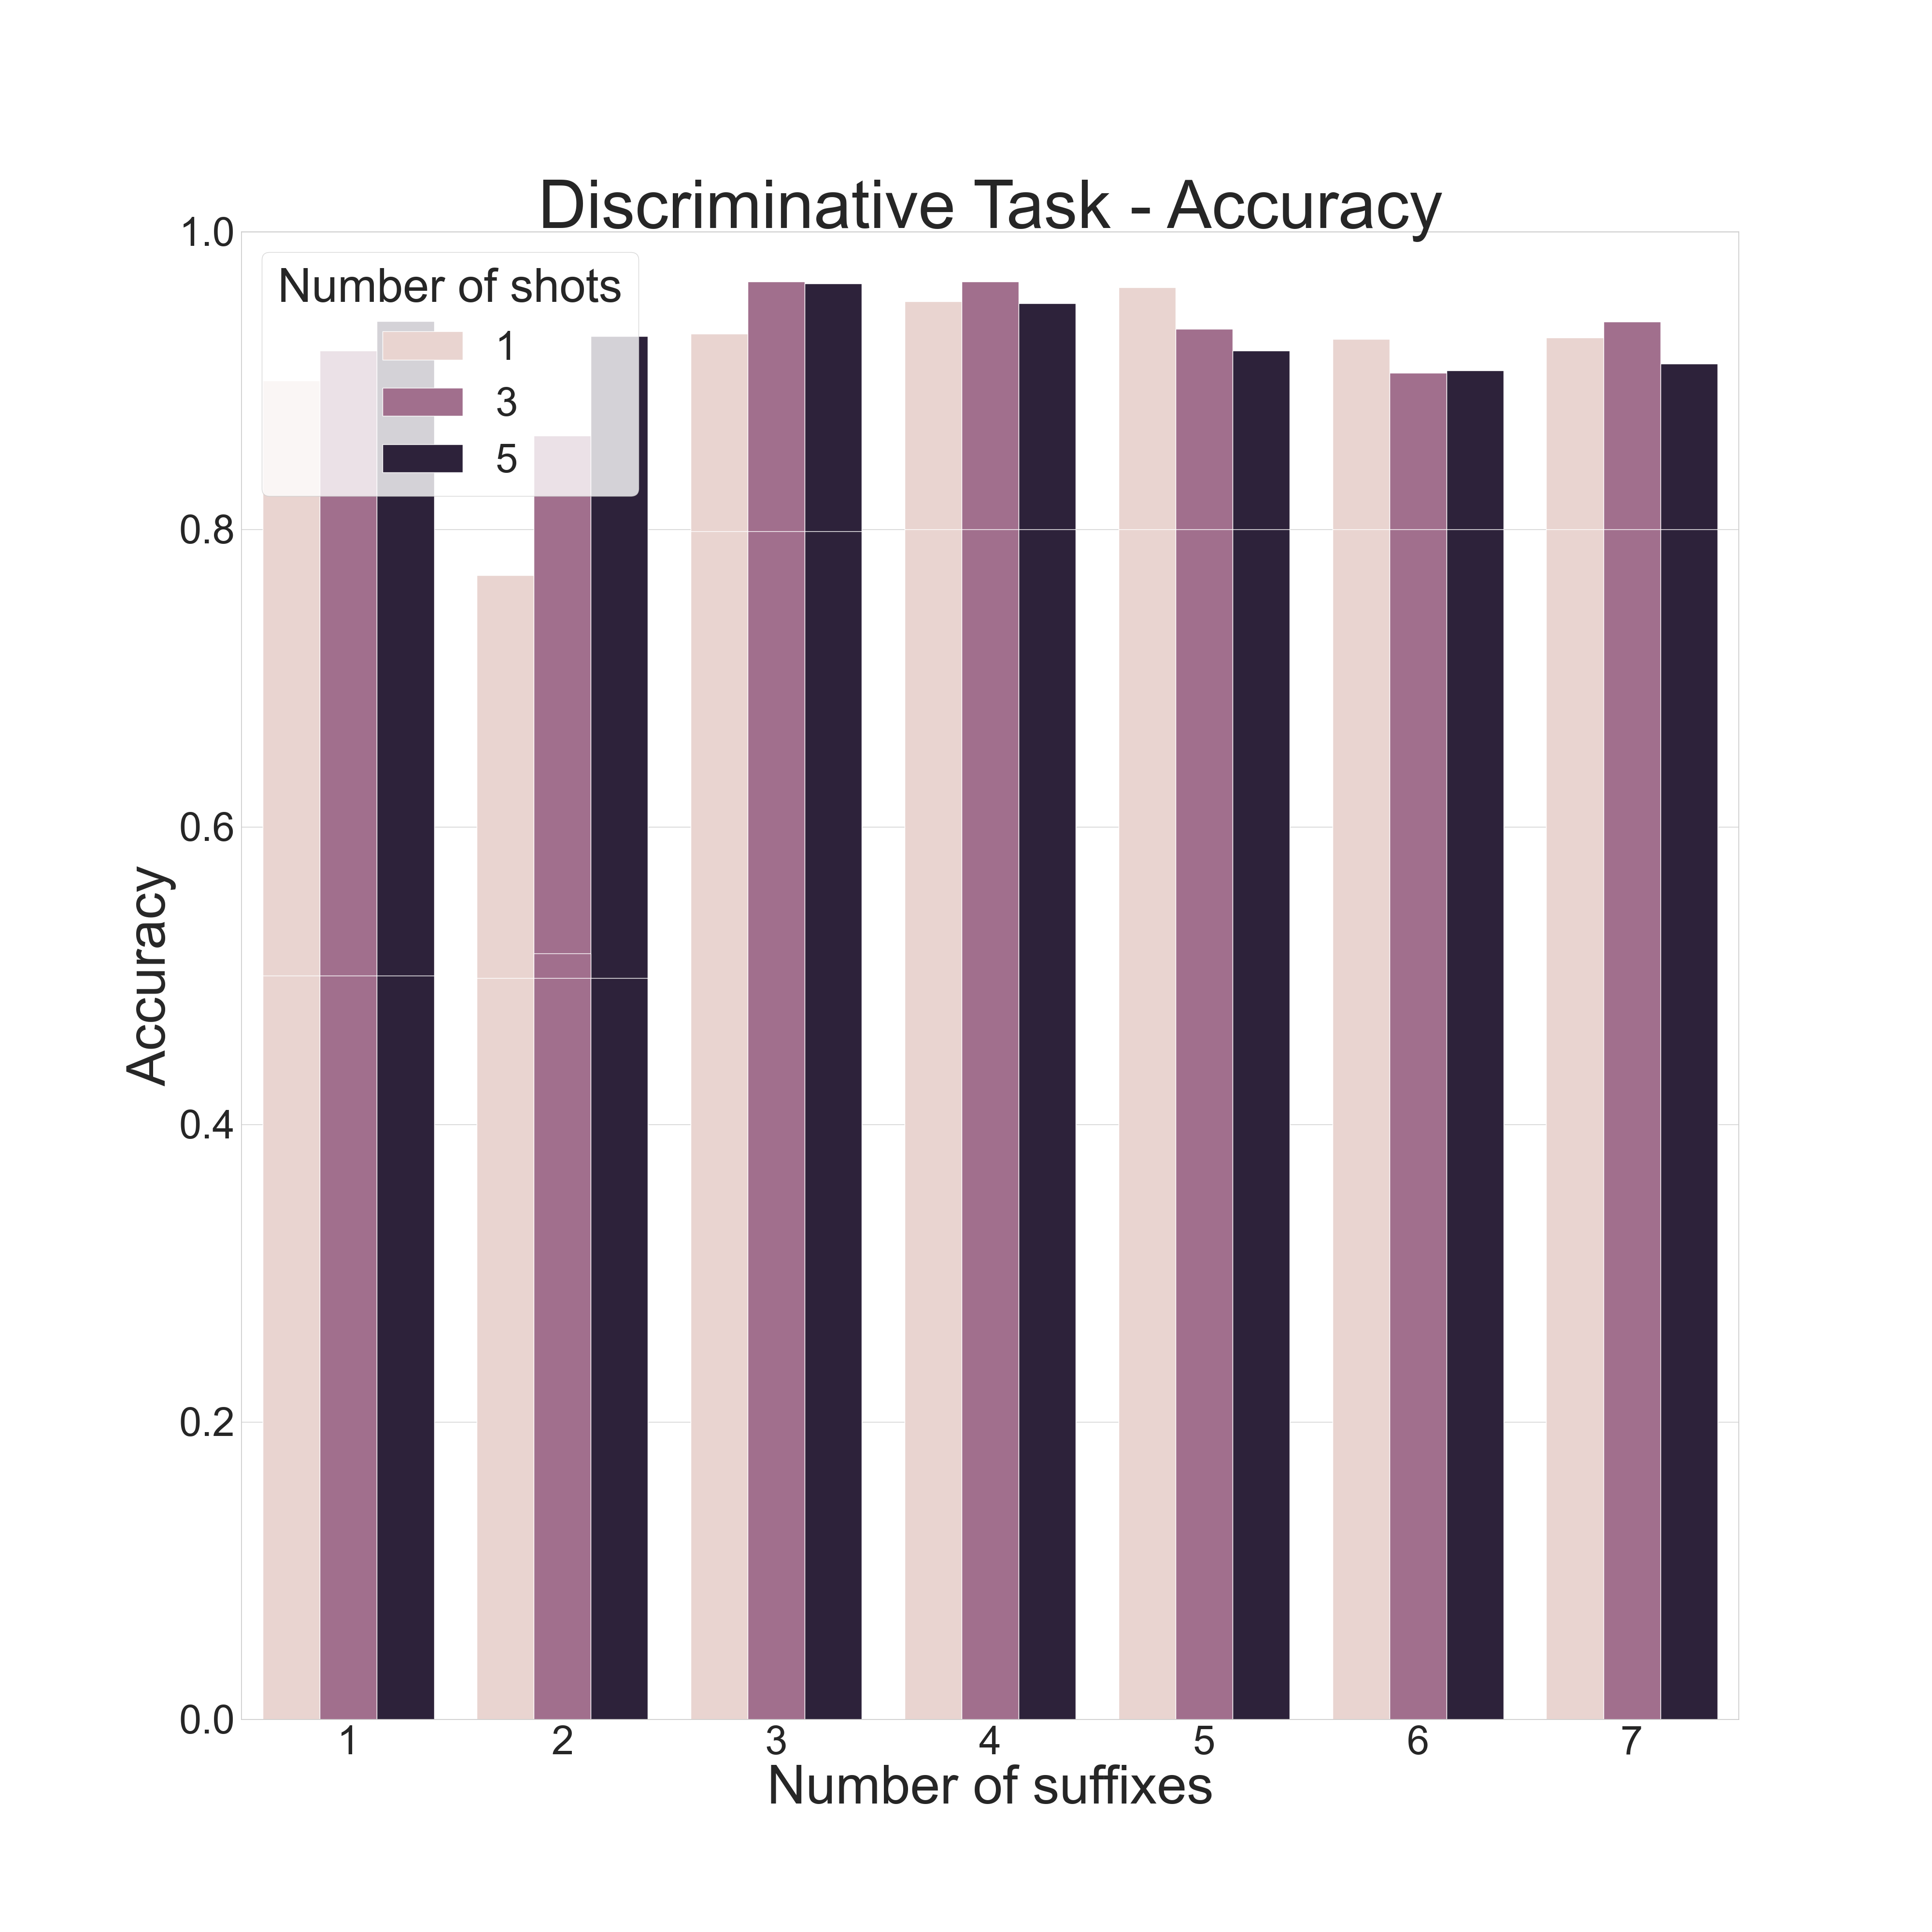 Discriminative Task - Accuracy
1.0
0.8
0.6
0.4
0.2
0.0
Accuracy
Number of shots
1
3
5
1 2 3 4 5 6 7
Number of suffixes